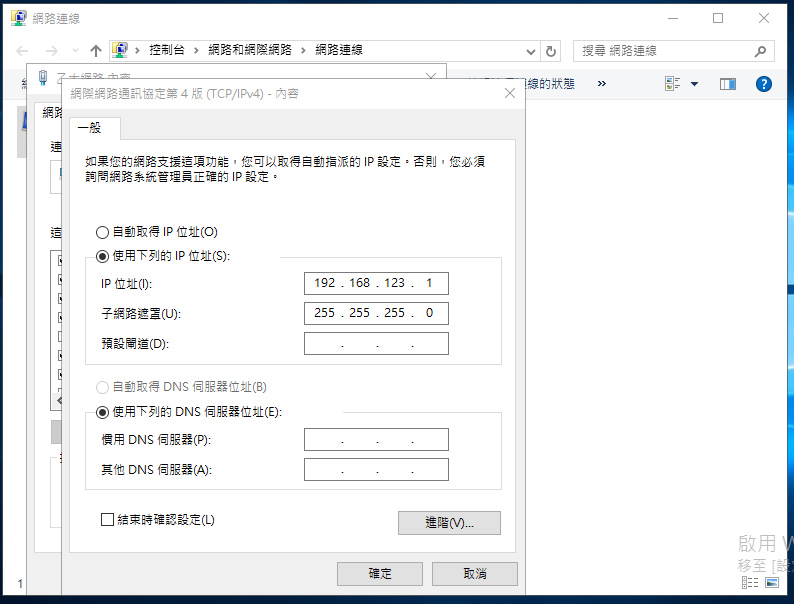 網路連線
控制台 › 網路和網際網路 › 網路連線
搜尋 網路連線
線的狀態 »
網際網路通訊協定第 4 版 (TCP/IPv4) - 內容
網路
一般
如果您的網路支援這項功能，您可以取得自動指派的 IP 設定。否則，您必須
詢問網路系統管理員正確的 IP 設定。
自動取得 IP 位址(O)
使用下列的 IP 位址(S):
IP 位址(I): 192 . 168 . 123 . 1
子網路遮罩(U): 255 . 255 . 255 . 0
預設閘道(D): . . .
自動取得 DNS 伺服器位址(B)
使用下列的 DNS 伺服器位址(E):
慣用 DNS 伺服器(P): . . .
其他 DNS 伺服器(A): . . .
結束時確認設定(L)
進階(V)...
確定
取消
啟用 W
移至 [設
1